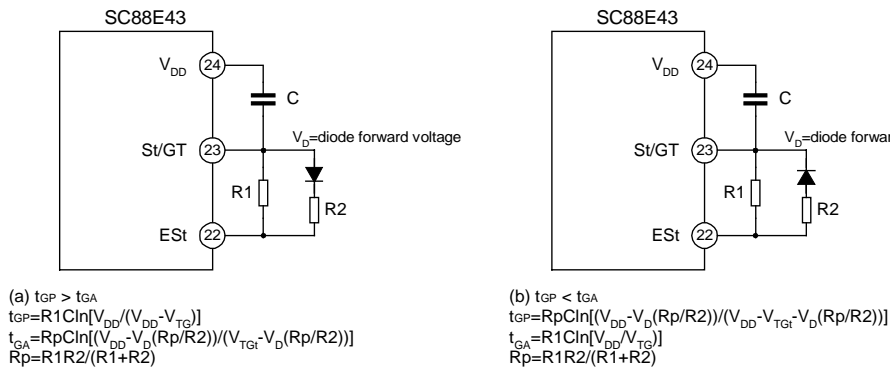 SC88E43
VDD
24
C
VD=diode forward voltage
St/GT
23
R1
R2
ESt
22
(a) tGP > tGA
tGP=R1Cln[VDD/(VDD-VTG)]
tGA=RpCln[(VDD-VD(Rp/R2))/(VTGt-VD(Rp/R2))]
Rp=R1R2/(R1+R2)
SC88E43
VDD
24
C
VD=diode forwar
St/GT
23
R1
R2
ESt
22
(b) tGP < tGA
tGP=RpCln[(VDD-VD(Rp/R2))/(VDD-VTGt-VD(Rp/R2))]
tGA=R1Cln[VDD/VTG)]
Rp=R1R2/(R1+R2)